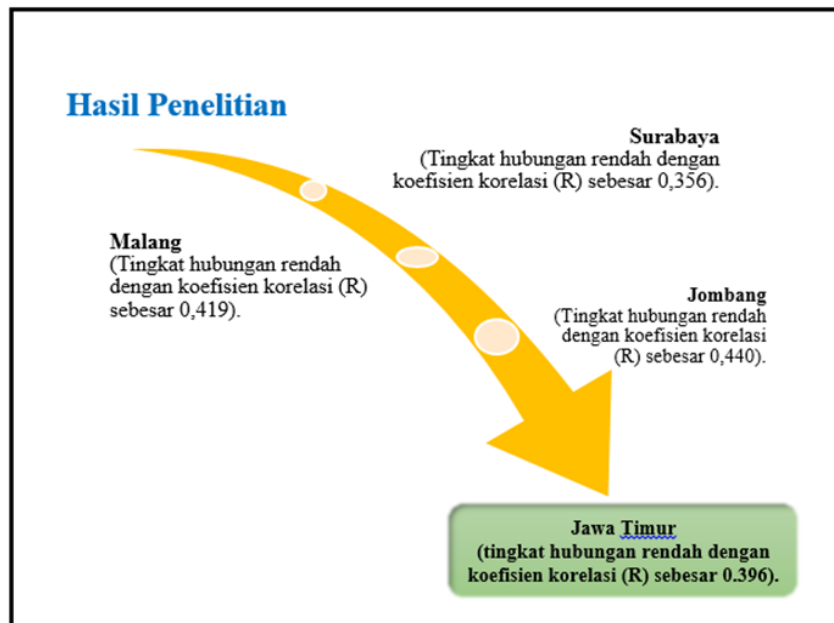 Hasil Penelitian
Surabaya
(Tingkat hubungan rendah dengan
koefisien korelasi (R) sebesar 0,356).
Malang
(Tingkat hubungan rendah
dengan koefisien korelasi (R)
sebesar 0,419).
Jombang
(Tingkat hubungan rendah
dengan koefisien korelasi
(R) sebesar 0,440).
Jawa Timur
(tingkat hubungan rendah dengan
koefisien korelasi (R) sebesar 0.396).